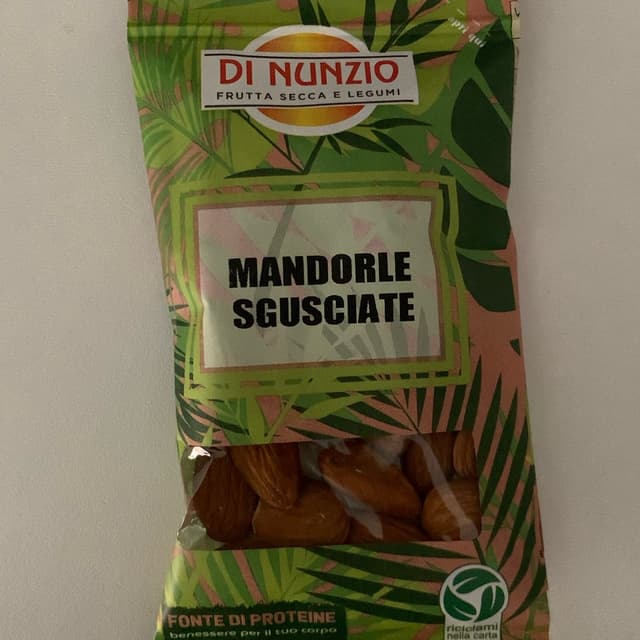 DI NUNZIO
FRUTTA SECCA E LEGUMI
MANDORLE
SGUSCIATE
FONTE DI PROTEINE
benessere per il tuo corpo
riciclami
nella carta